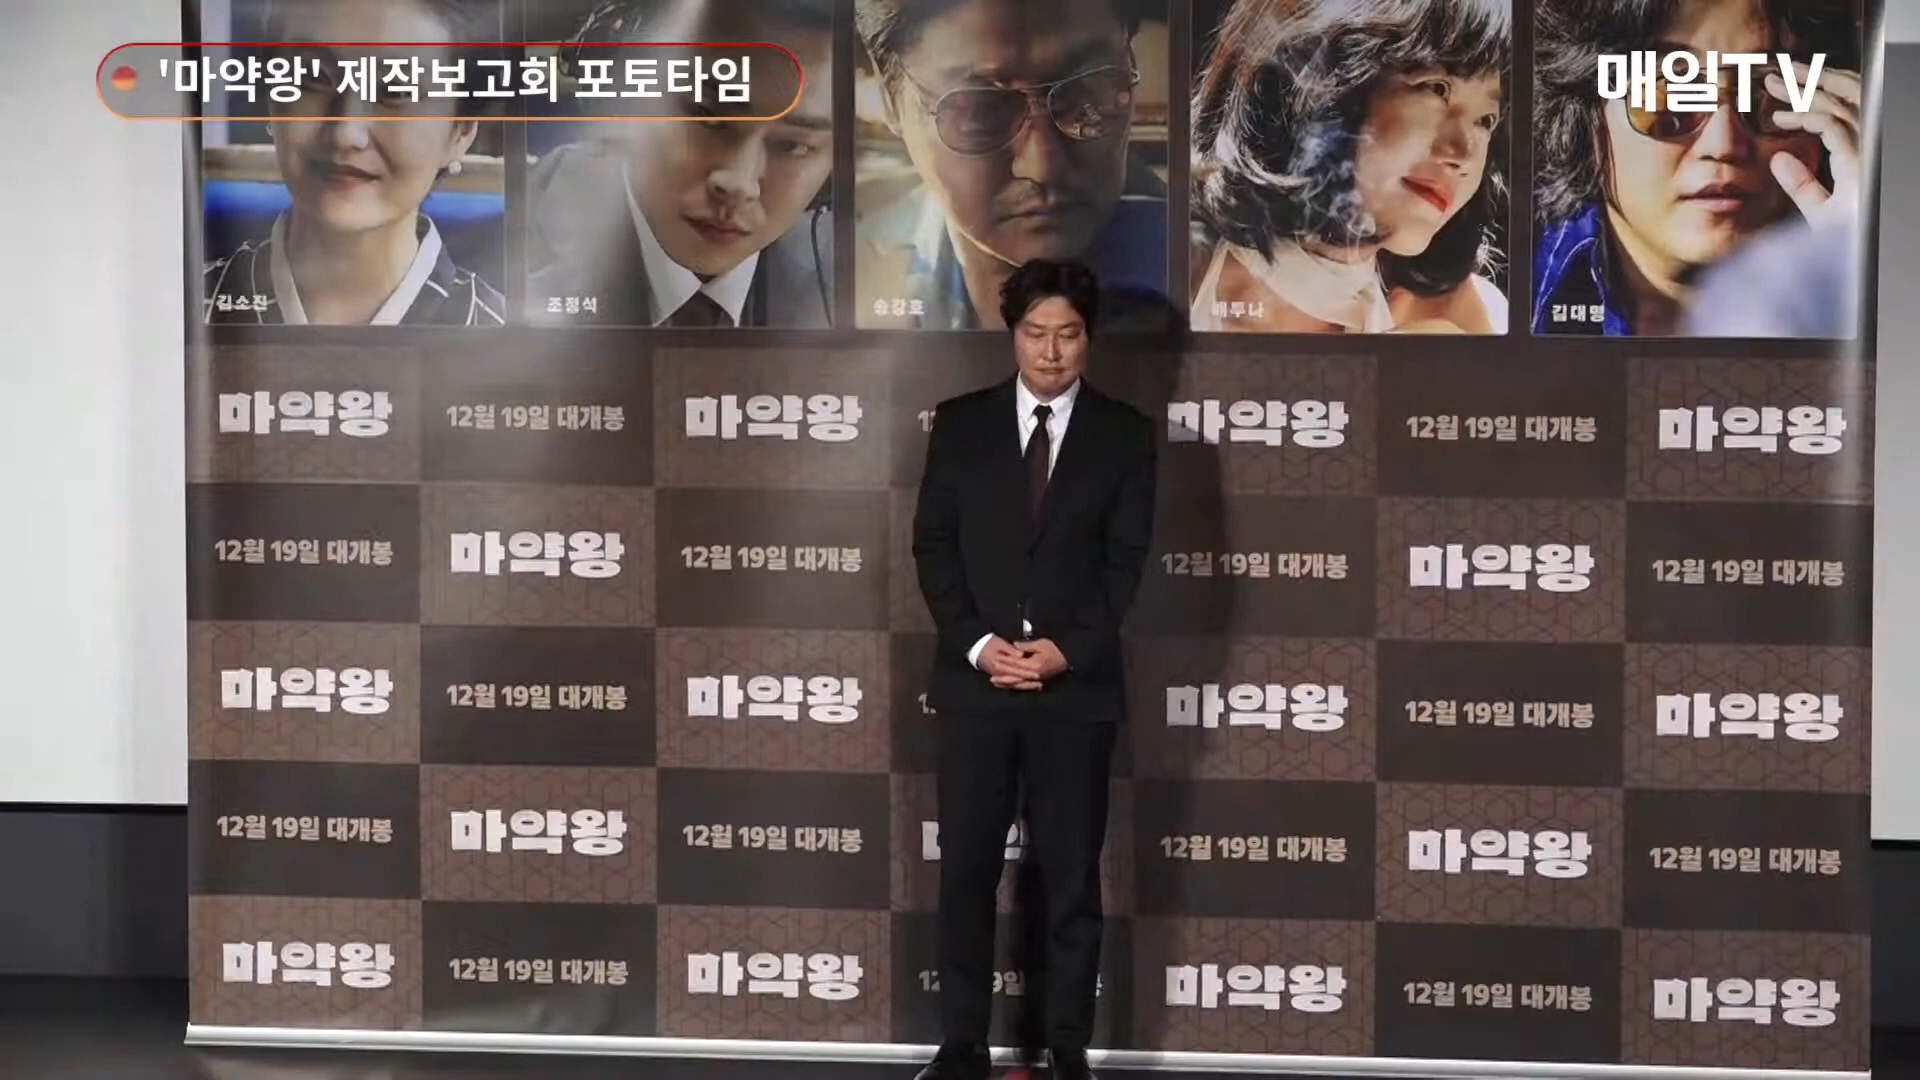 '마약왕' 제작보고회 포토타임
매일TV
김소진
조정석
송강호
배두나
김대명
마약왕 12월 19일 대개봉 마약왕 마약왕 12월 19일 대개봉 마약왕
12월 19일 대개봉 마약왕 12월 19일 대개봉 12월 19일 대개봉 마약왕 12월 19일 대개봉
마약왕 12월 19일 대개봉 마약왕 마약왕 12월 19일 대개봉 마약왕
12월 19일 대개봉 마약왕 12월 19일 대개봉 12월 19일 대개봉 마약왕 12월 19일 대개봉
마약왕 12월 19일 대개봉 마약왕 마약왕 12월 19일 대개봉 마약왕